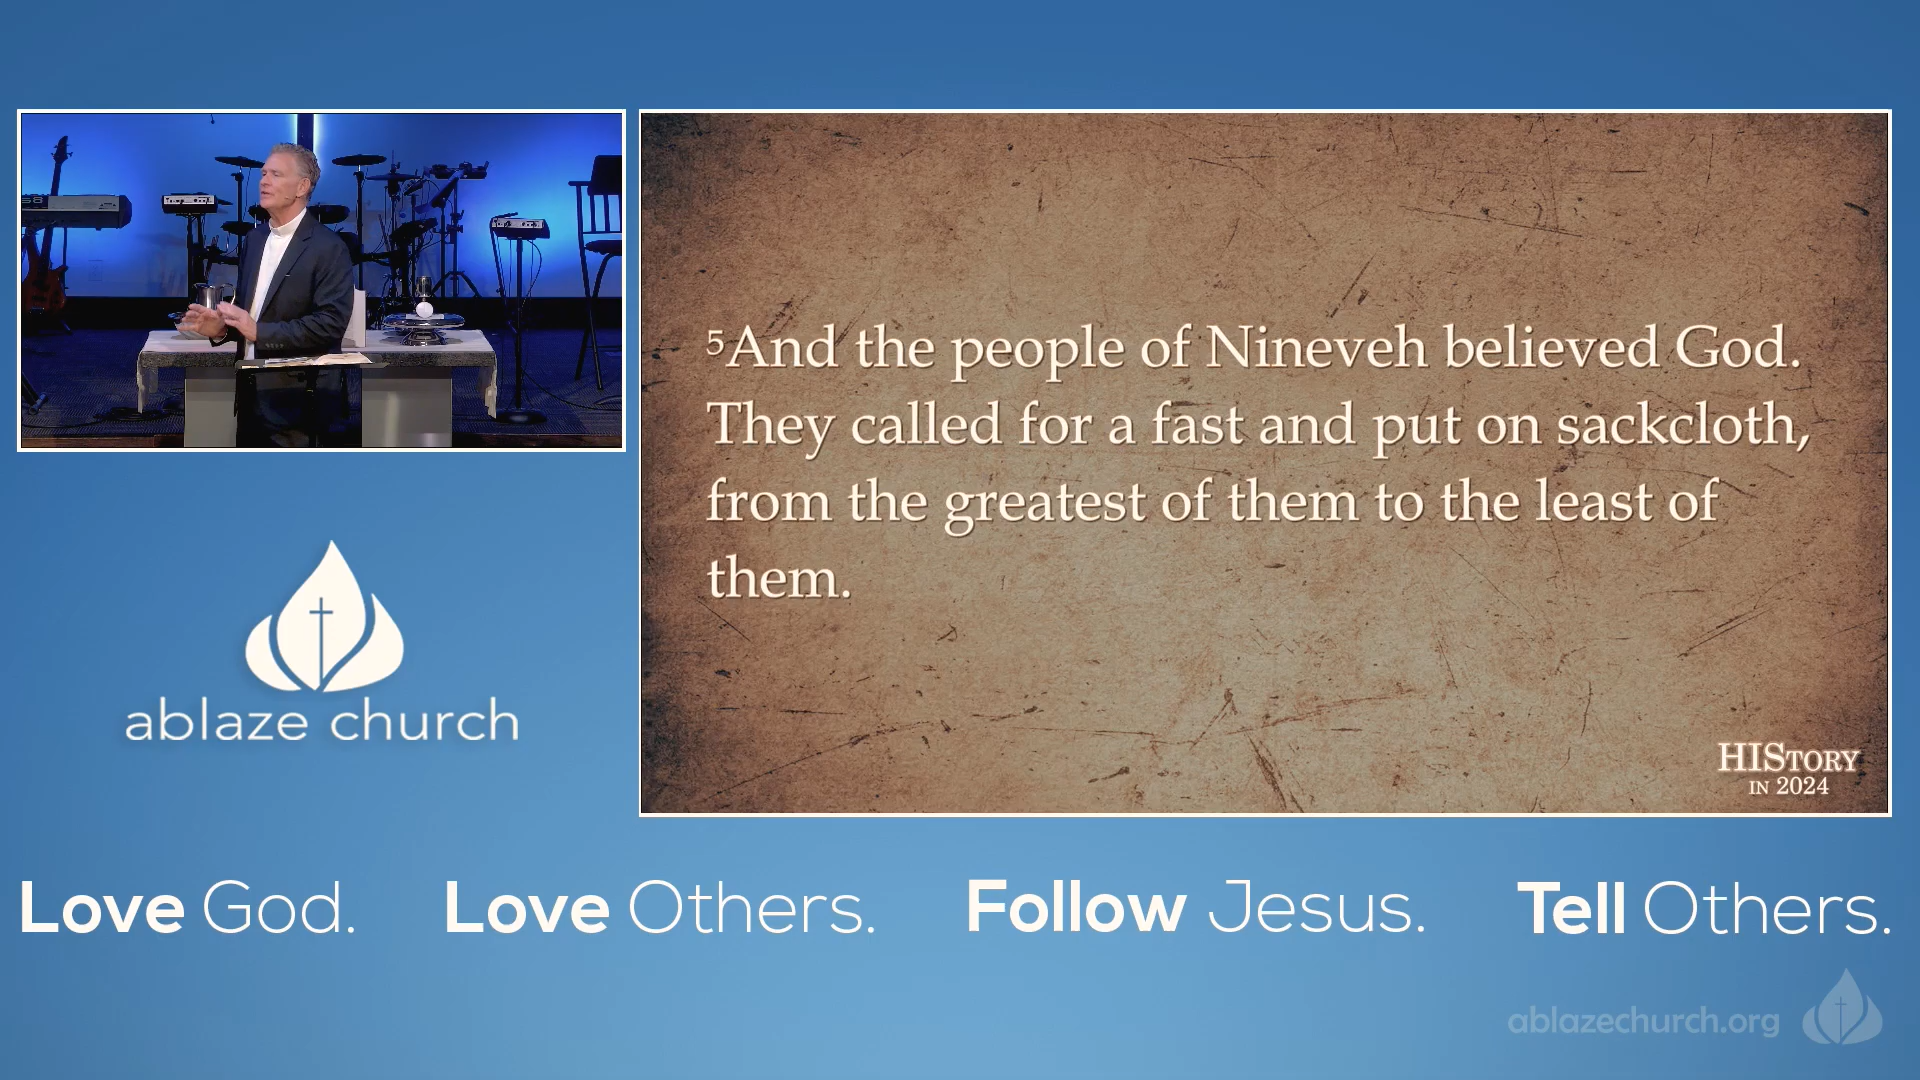 ⁵And the people of Nineveh believed God.
They called for a fast and put on sackcloth,
from the greatest of them to the least of
them.
HIStory
in 2024
ablaze church
Love God. Love Others. Follow Jesus. Tell Others.
ablazechurch.org